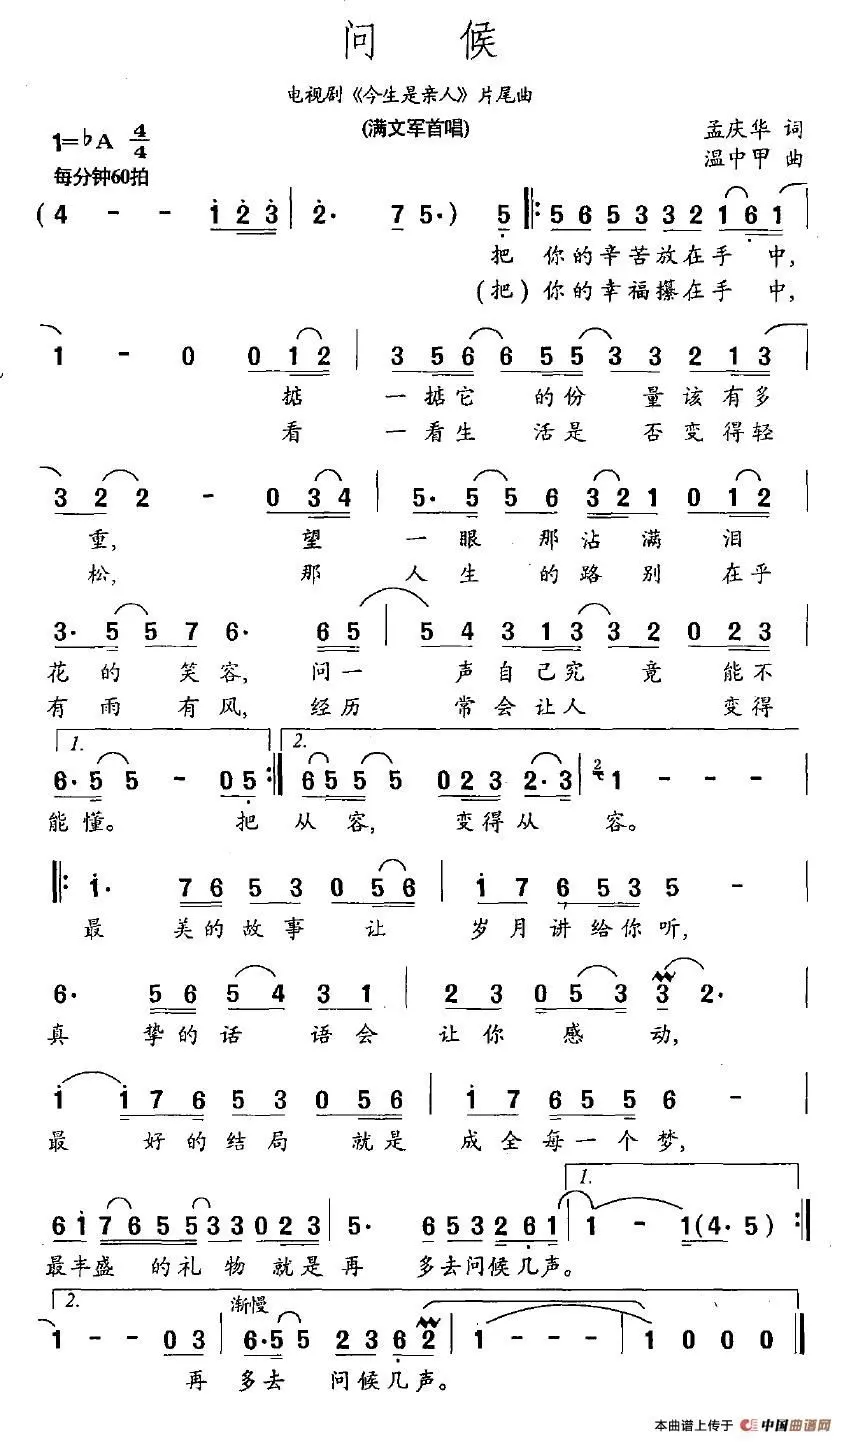 问 候
电视剧《今生是亲人》片尾曲
(满文军首唱)
1=♭A 4/4
孟庆华 词
每分钟60拍
温中甲 曲
(4 - - 1 2 3 | 2· 7 5·) 5 ‖: 5 6 5 3 3 2 1 6 1
把 你的辛苦放在手 中,
(把)你的幸福攥在手 中,
1 - 0 0 1 2 | 3 5 6 6 5 5 3 3 2 1 3
掂 一掂它 的份 量该有多
看 一看生 活是 否变得轻
3 2 2 - 0 3 4 | 5· 5 5 6 3 2 1 0 1 2
重, 望 一眼那沾满 泪
松, 那 人生的路别 在乎
3· 5 5 7 6· 6 5 | 5 4 3 1 3 3 2 0 2 3
花的笑容, 问一 声自己究竟 能不
有雨有风, 经历 常会让人 变得
1. 2.
6· 5 5 - 0 5 :‖ 6 5 5 5 0 2 3 2· 3 | 2 1 - - -
能懂。 把 从容, 变得从 容。
‖: 1· 7 6 5 3 0 5 6 | 1 7 6 5 3 5 -
最 美的故事 让 岁月讲给你听,
6· 5 6 5 4 3 1 | 2 3 0 5 3 3 2·
真 挚的话 语会 让你 感 动,
1 1 7 6 5 3 0 5 6 | 1 7 6 5 5 6 -
最 好的结局 就是 成全每一个梦,
1.
6 1 7 6 5 5 3 3 0 2 3 | 5· 6 5 3 2 6 1 | 1 - 1(4· 5) :‖
最丰盛 的礼 物 就是再 多去问候几声。
2. 渐慢
1 - - 0 3 | 6· 5 5 2 3 6 2 | 1 - - - | 1 0 0 0 ‖
再 多去 问候几声。
本曲谱上传于 中国曲谱网